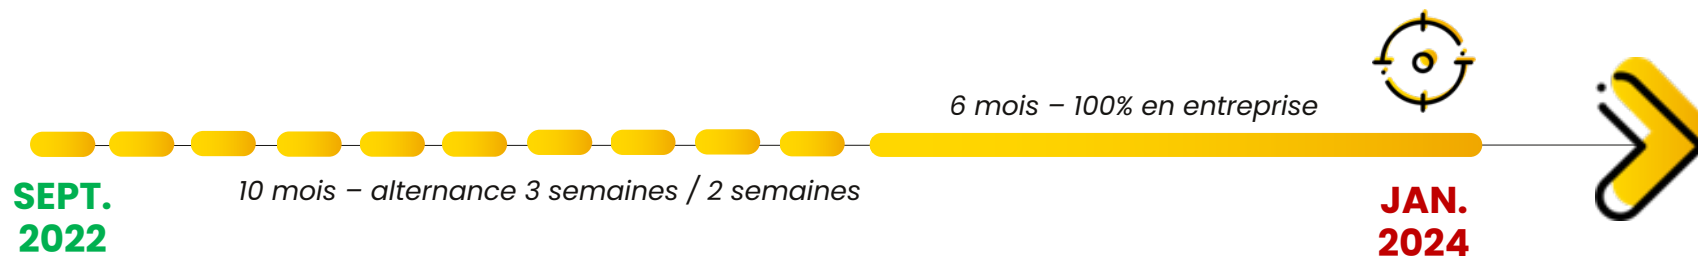 6 mois – 100% en entreprise
10 mois – alternance 3 semaines / 2 semaines
SEPT.
2022
JAN.
2024